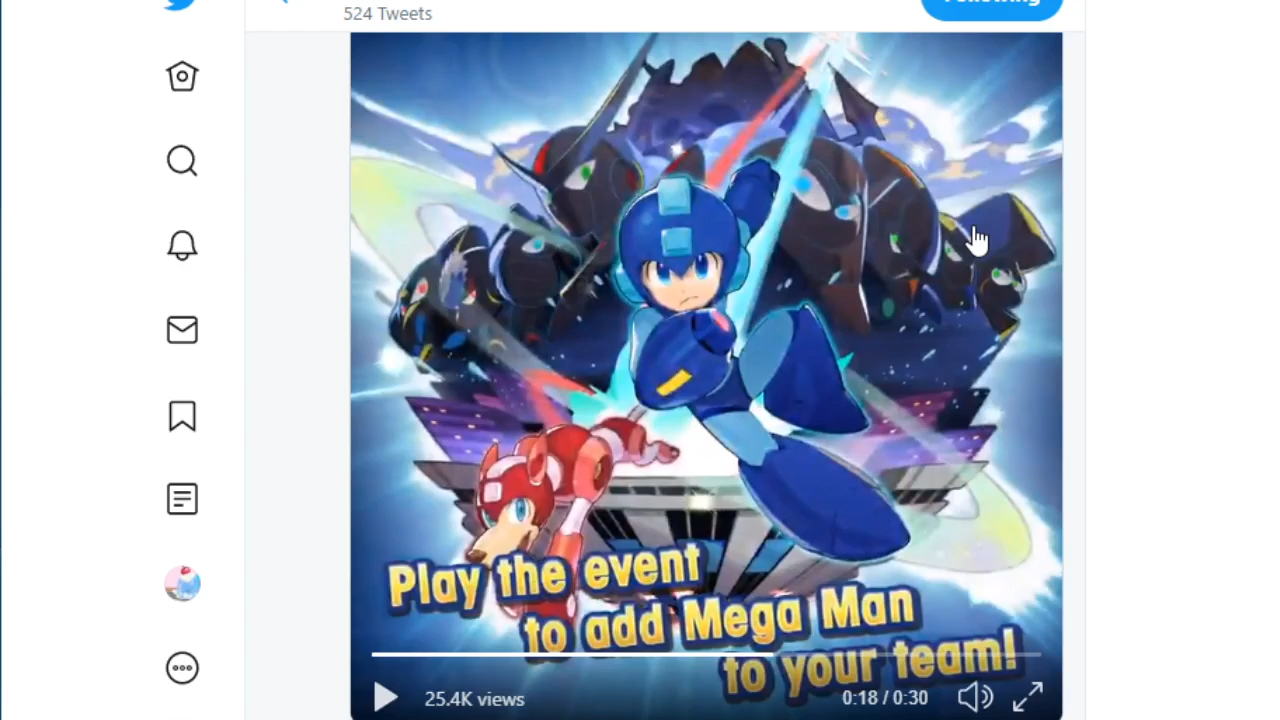 Following
524 Tweets
Play the event
to add Mega Man
to your team!
25.4K views
0:18 / 0:30